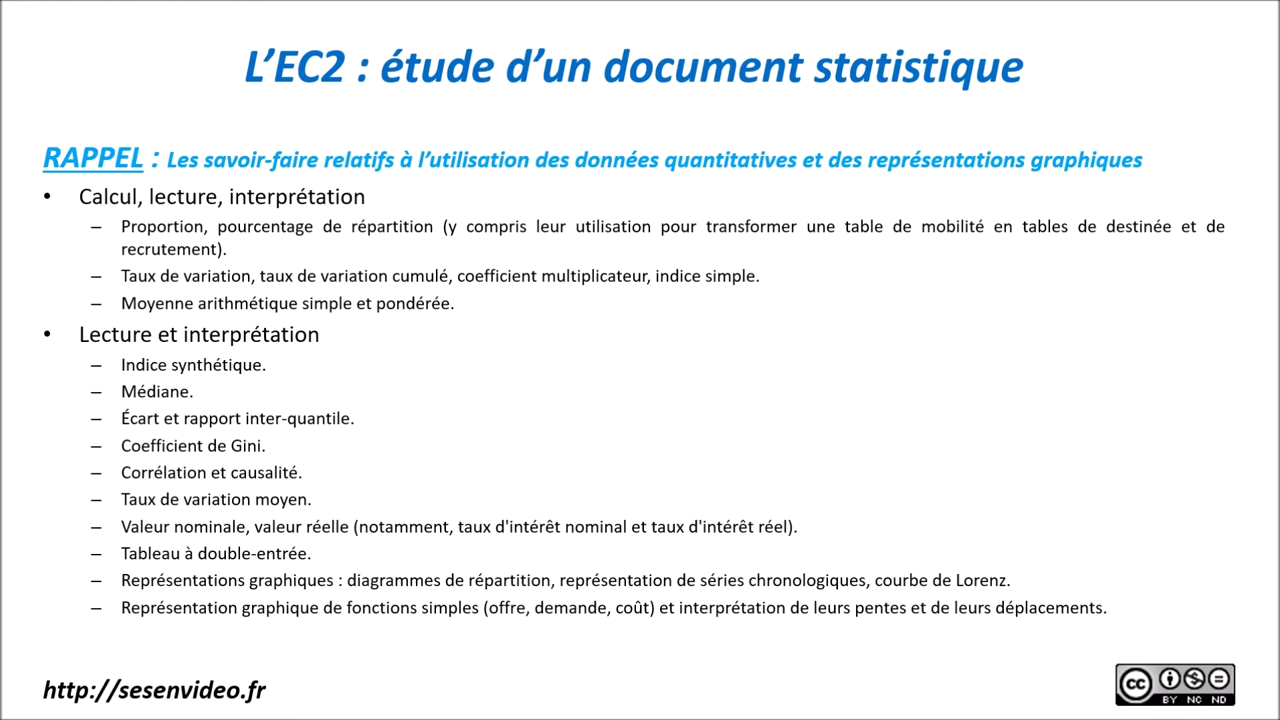 L’EC2 : étude d’un document statistique
RAPPEL : Les savoir-faire relatifs à l’utilisation des données quantitatives et des représentations graphiques
• Calcul, lecture, interprétation
– Proportion, pourcentage de répartition (y compris leur utilisation pour transformer une table de mobilité en tables de destinée et de
recrutement).
– Taux de variation, taux de variation cumulé, coefficient multiplicateur, indice simple.
– Moyenne arithmétique simple et pondérée.
• Lecture et interprétation
– Indice synthétique.
– Médiane.
– Écart et rapport inter-quantile.
– Coefficient de Gini.
– Corrélation et causalité.
– Taux de variation moyen.
– Valeur nominale, valeur réelle (notamment, taux d'intérêt nominal et taux d'intérêt réel).
– Tableau à double-entrée.
– Représentations graphiques : diagrammes de répartition, représentation de séries chronologiques, courbe de Lorenz.
– Représentation graphique de fonctions simples (offre, demande, coût) et interprétation de leurs pentes et de leurs déplacements.
http://sesenvideo.fr
cc
BY NC ND